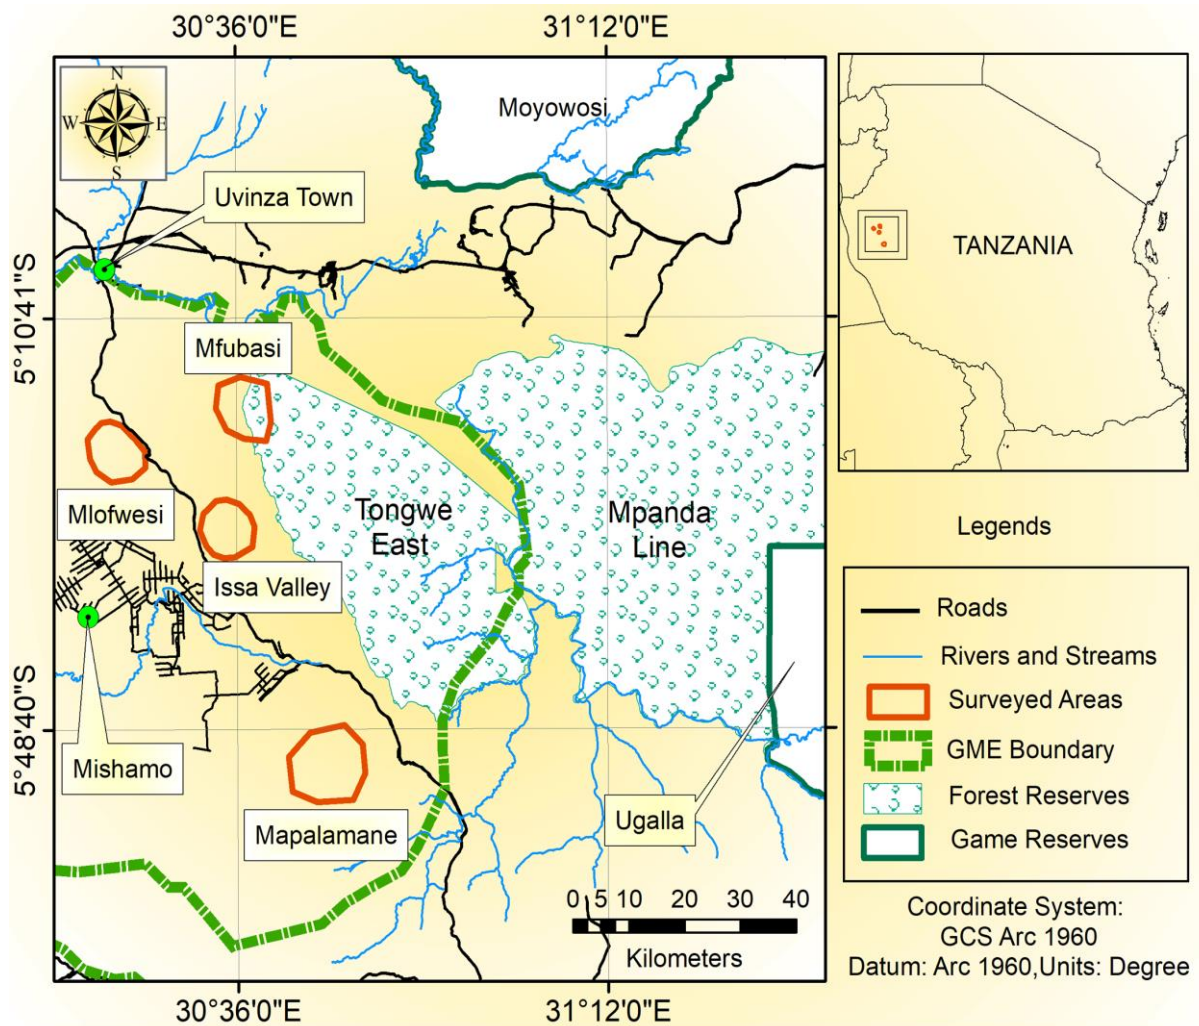 30°36'0"E
31°12'0"E
N
W
E
S
Moyowosi
Uvinza Town
TANZANIA
5°10'41"S
Mfubasi
Mlofwesi
Tongwe
East
Mpanda
Line
Issa Valley
5°48'40"S
Mishamo
Mapalamane
Ugalla
0 5 10 20 30 40
Kilometers
30°36'0"E
31°12'0"E
Legends
Roads
Rivers and Streams
Surveyed Areas
GME Boundary
Forest Reserves
Game Reserves
Coordinate System:
GCS Arc 1960
Datum: Arc 1960,Units: Degree